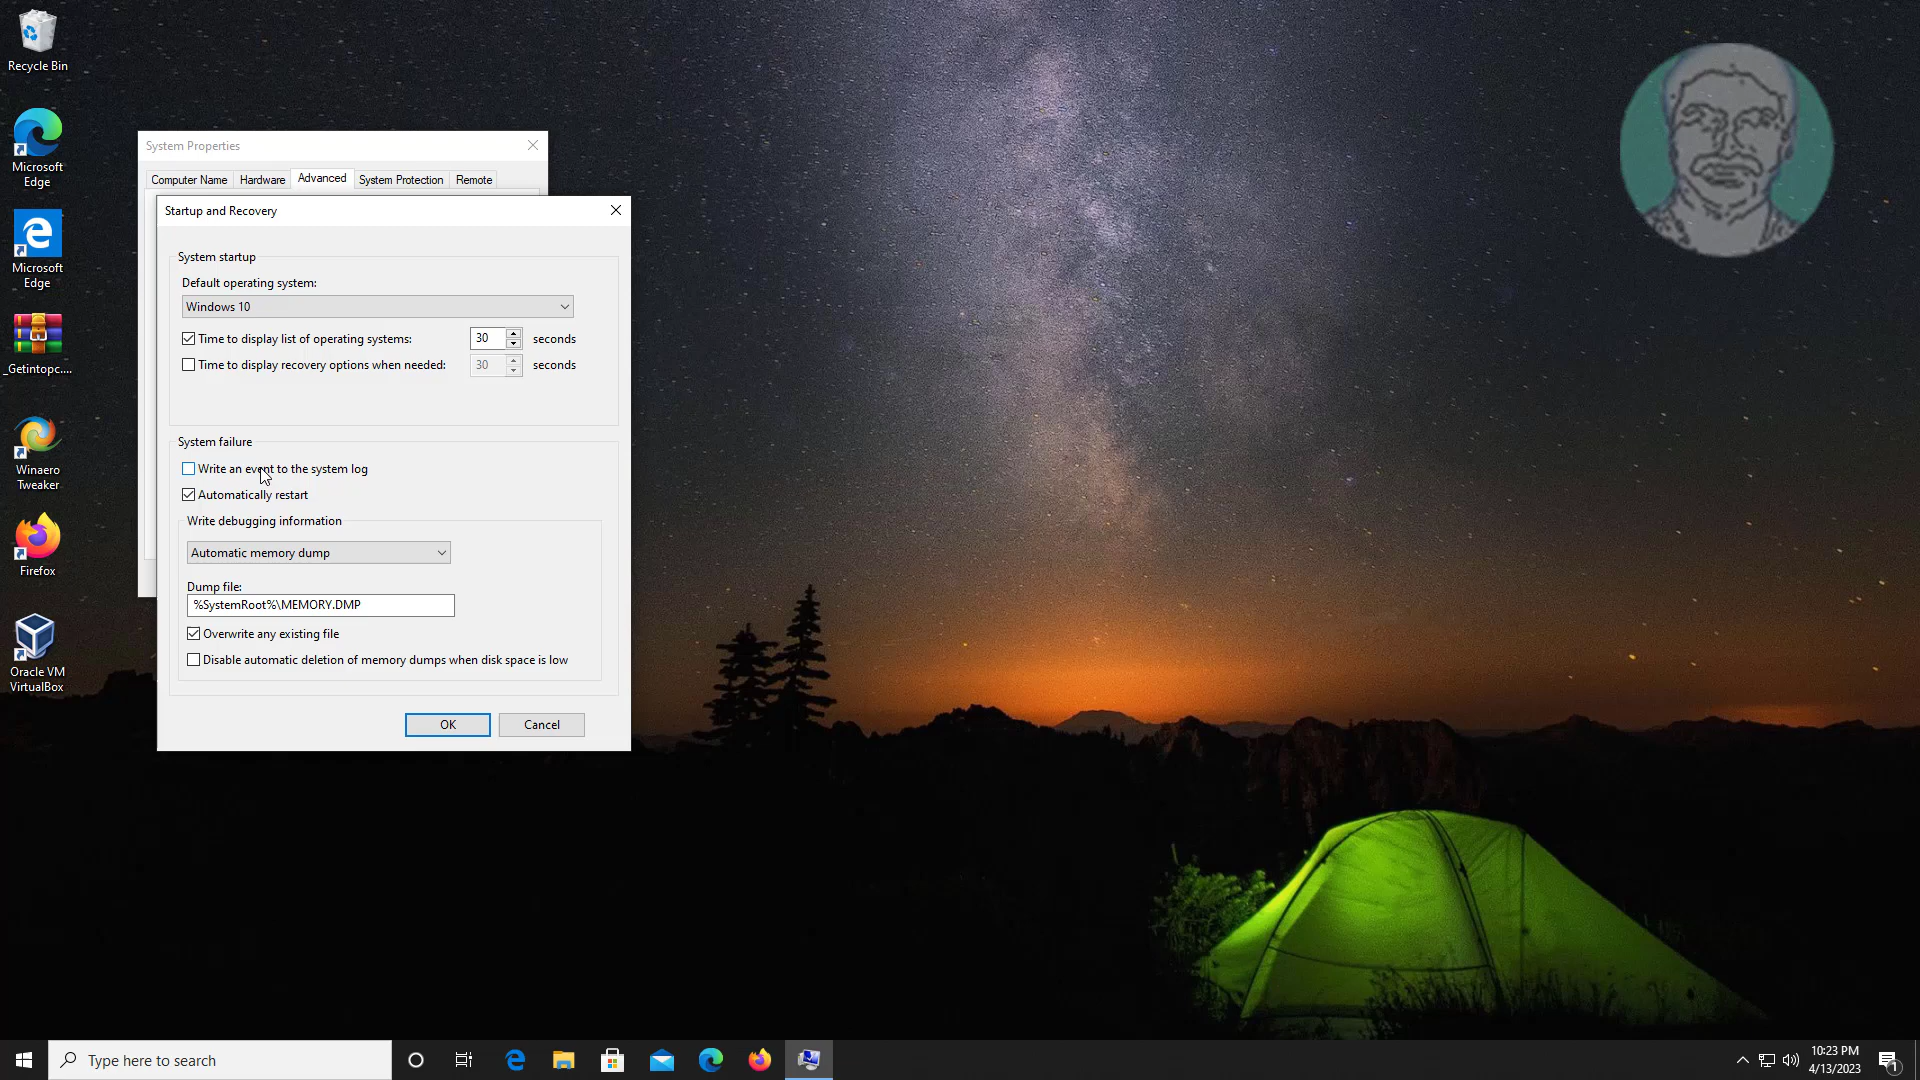 Recycle Bin
Microsoft
Edge
Microsoft
Edge
_Getintopc....
Winaero
Tweaker
Firefox
Oracle VM
VirtualBox
System Properties
Computer Name
Hardware
Advanced
System Protection
Remote
Startup and Recovery
System startup
Default operating system:
Windows 10
Time to display list of operating systems:
30
seconds
Time to display recovery options when needed:
30
seconds
System failure
Write an event to the system log
Automatically restart
Write debugging information
Automatic memory dump
Dump file:
%SystemRoot%\MEMORY.DMP
Overwrite any existing file
Disable automatic deletion of memory dumps when disk space is low
OK
Cancel
Type here to search
10:23 PM
4/13/2023
1